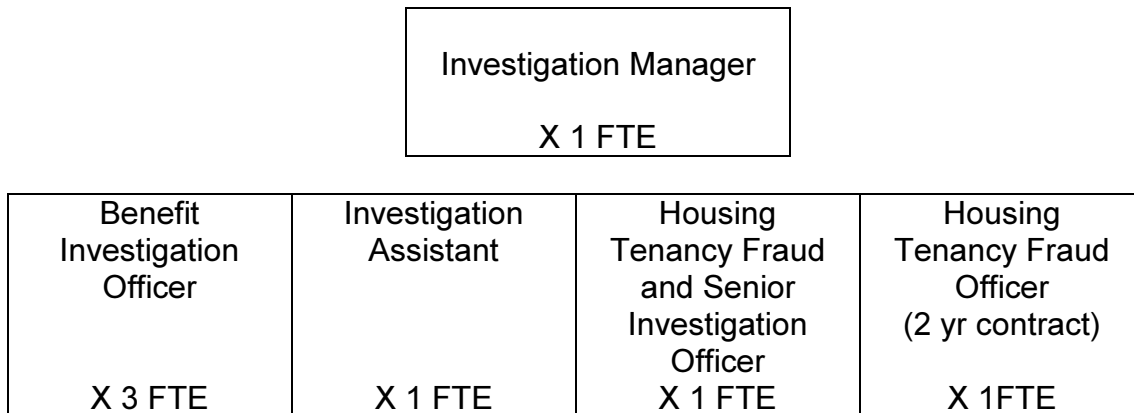 Investigation Manager
X 1 FTE
Benefit
Investigation
Officer
X 3 FTE
Investigation
Assistant
X 1 FTE
Housing
Tenancy Fraud
and Senior
Investigation
Officer
X 1 FTE
Housing
Tenancy Fraud
Officer
(2 yr contract)
X 1FTE